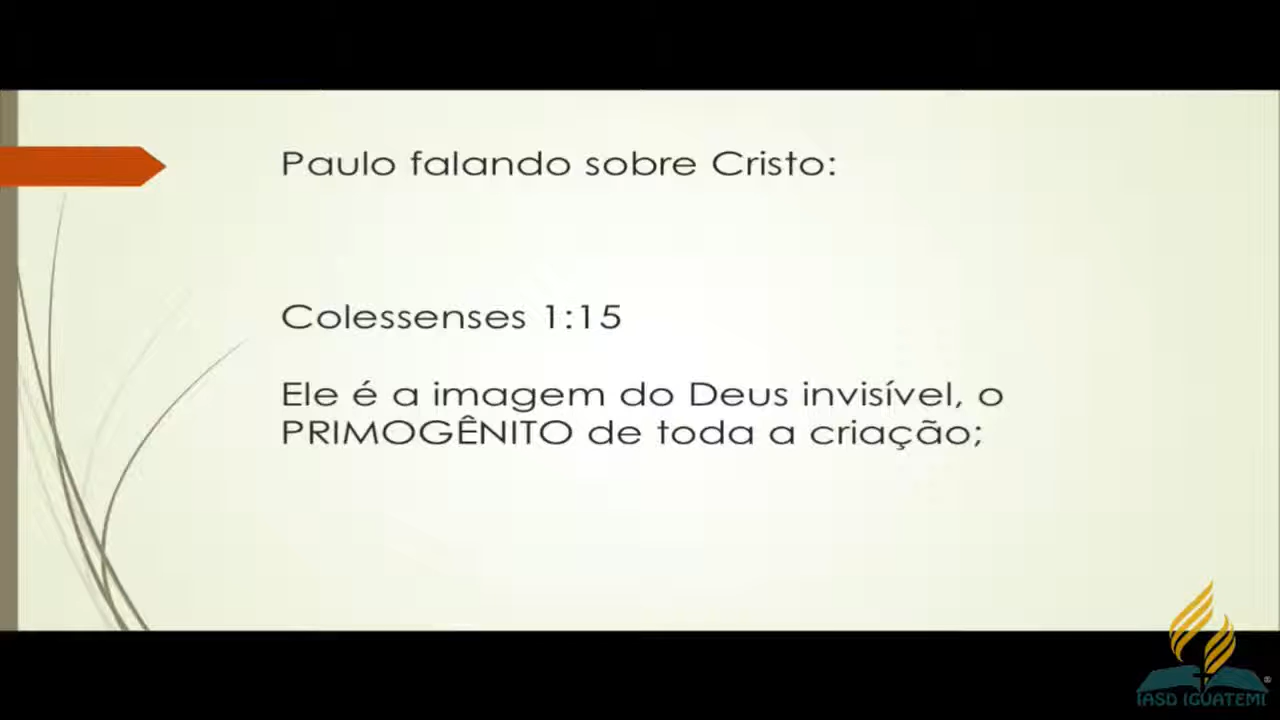 Paulo falando sobre Cristo:
Colessenses 1:15
Ele é a imagem do Deus invisível, o
PRIMOGÊNITO de toda a criação;
IASD IGUATEMI